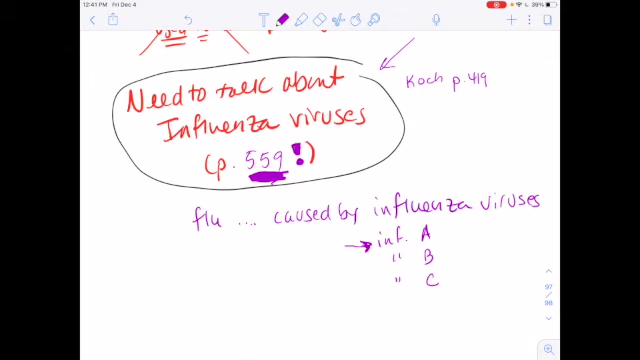 12:41 PM Fri Dec 4
39%
Koch p.419
Need to talk about
Influenza viruses
(p. 559!)
flu .... caused by influenza viruses
inf. A
" B
" C
97
98